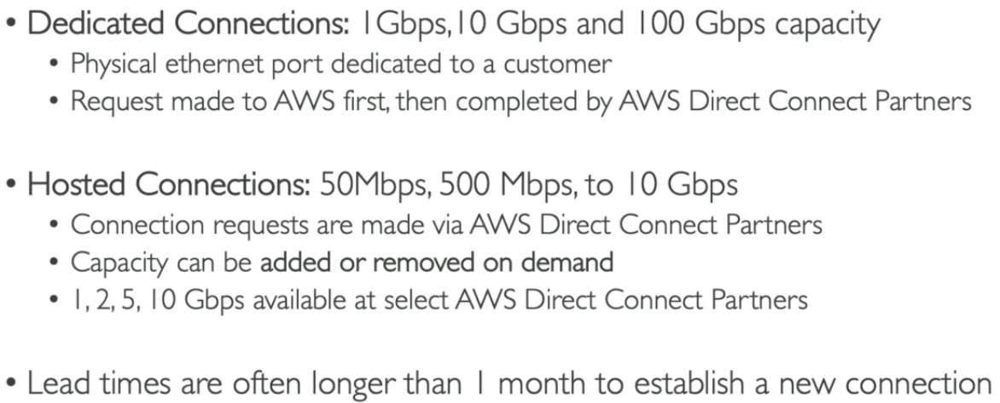 • Dedicated Connections: 1Gbps,10 Gbps and 100 Gbps capacity
• Physical ethernet port dedicated to a customer
• Request made to AWS first, then completed by AWS Direct Connect Partners
• Hosted Connections: 50Mbps, 500 Mbps, to 10 Gbps
• Connection requests are made via AWS Direct Connect Partners
• Capacity can be added or removed on demand
• 1, 2, 5, 10 Gbps available at select AWS Direct Connect Partners
• Lead times are often longer than 1 month to establish a new connection